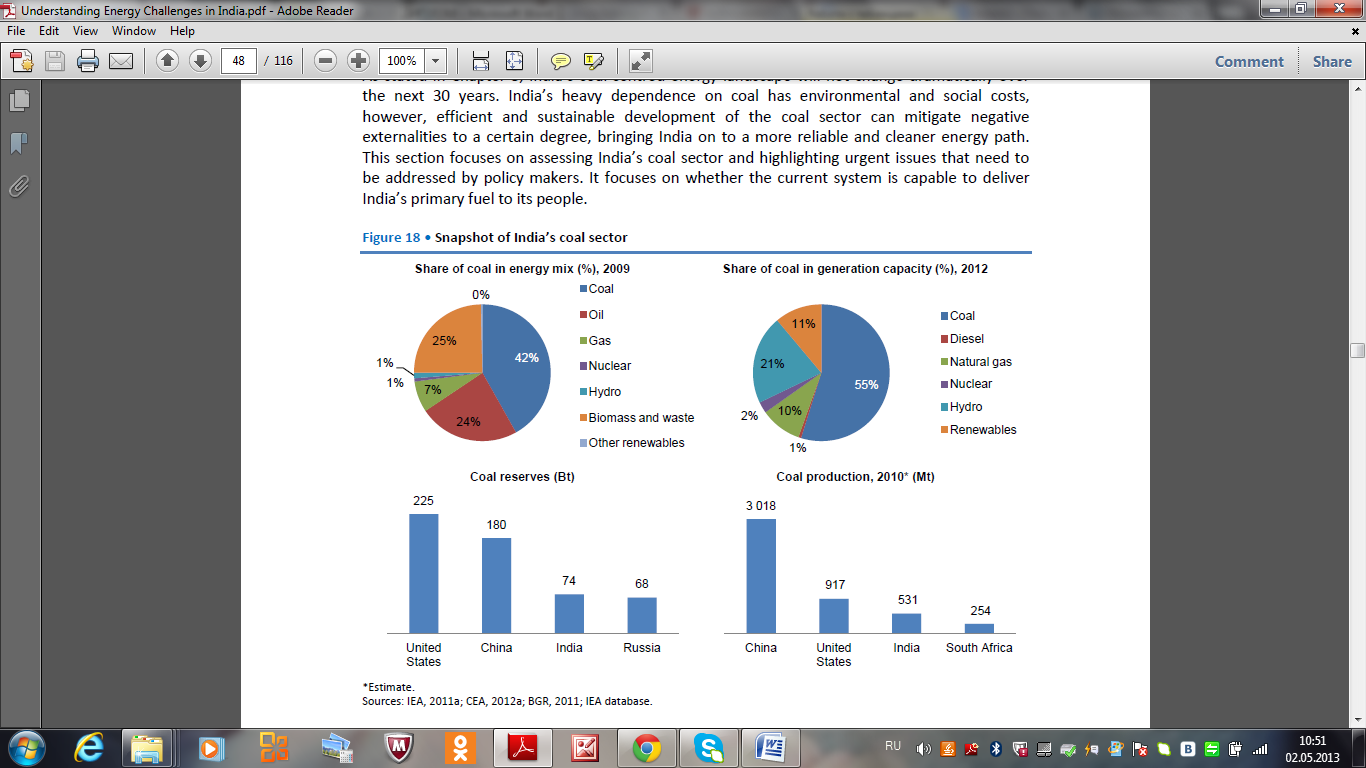 Understanding Energy Challenges in India.pdf - Adobe Reader
File Edit View Window Help
48 / 116 100% Comment Share
the next 30 years. India's heavy dependence on coal has environmental and social costs,
however, efficient and sustainable development of the coal sector can mitigate negative
externalities to a certain degree, bringing India on to a more reliable and cleaner energy path.
This section focuses on assessing India's coal sector and highlighting urgent issues that need to
be addressed by policy makers. It focuses on whether the current system is capable to deliver
India's primary fuel to its people.
Figure 18 • Snapshot of India's coal sector
Share of coal in energy mix (%), 2009
0%
42%
24%
7%
1%
1%
25%
Coal
Oil
Gas
Nuclear
Hydro
Biomass and waste
Other renewables
Share of coal in generation capacity (%), 2012
11%
21%
2%
10%
1%
55%
Coal
Diesel
Natural gas
Nuclear
Hydro
Renewables
Coal reserves (Bt)
225
180
74
68
United States
China
India
Russia
Coal production, 2010* (Mt)
3 018
917
531
254
China
United States
India
South Africa
*Estimate.
Sources: IEA, 2011a; CEA, 2012a; BGR, 2011; IEA database.
RU
10:51
02.05.2013